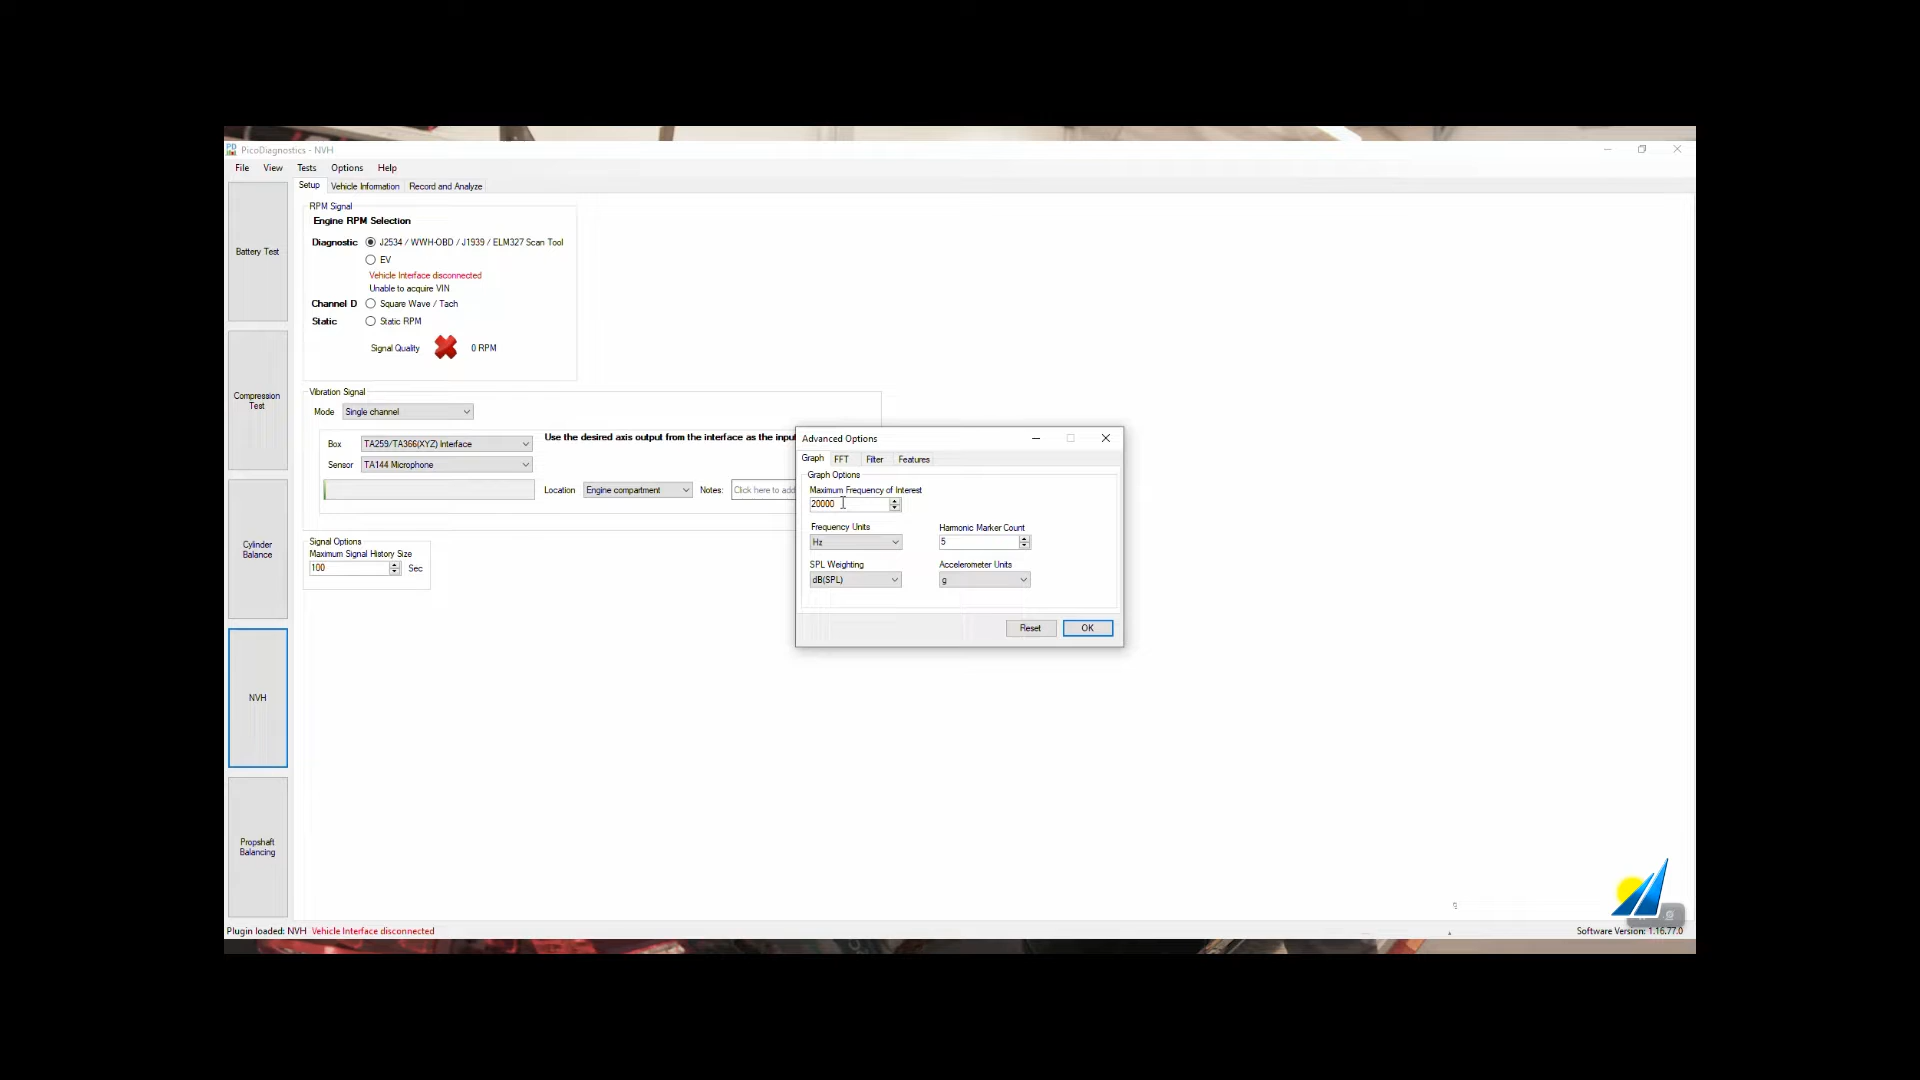 PicoDiagnostics - NVH
File View Tests Options Help
Setup Vehicle Information Record and Analyze
Battery Test
Compression
Test
Cylinder
Balance
NVH
Propshaft
Balancing
RPM Signal
Engine RPM Selection
Diagnostic J2534 / WWH-OBD / J1939 / ELM327 Scan Tool
EV
Vehicle Interface disconnected
Unable to acquire VIN
Channel D Square Wave / Tach
Static Static RPM
Signal Quality 0 RPM
Vibration Signal
Mode Single channel
Box TA259/TA366(XYZ) Interface Use the desired axis output from the interface as the input
Sensor TA144 Microphone
Location Engine compartment Notes: Click here to add
Signal Options
Maximum Signal History Size
100 Sec
Advanced Options
Graph FFT Filter Features
Graph Options
Maximum Frequency of Interest
20000
Frequency Units Harmonic Marker Count
Hz 5
SPL Weighting Accelerometer Units
dB(SPL) g
Reset OK
Plugin loaded: NVH Vehicle Interface disconnected Software Version: 1.16.77.0